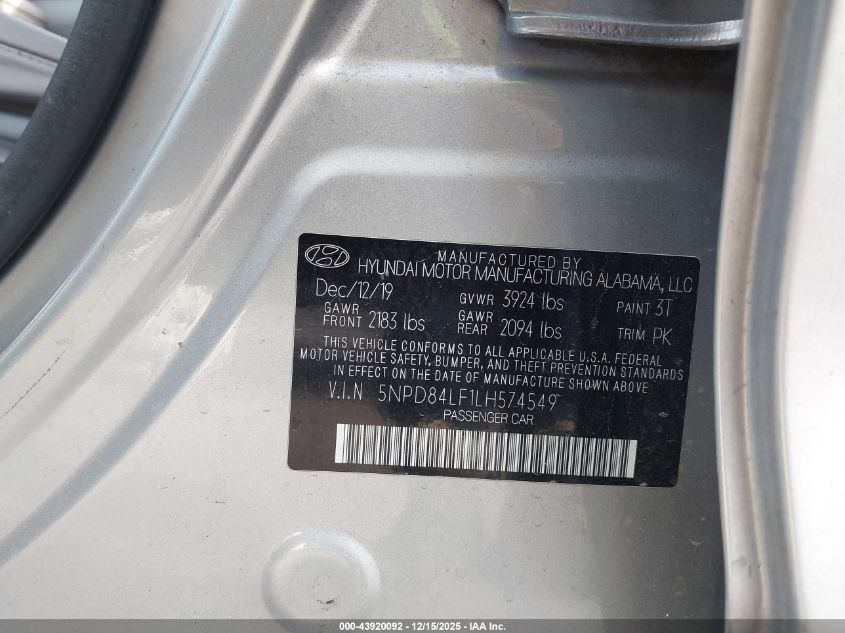 MANUFACTURED BY
HYUNDAI MOTOR MANUFACTURING ALABAMA, LLC
Dec/12/19 GVWR 3924 lbs PAINT 3T
GAWR FRONT 2183 lbs GAWR REAR 2094 lbs TRIM PK
THIS VEHICLE CONFORMS TO ALL APPLICABLE U.S.A. FEDERAL
MOTOR VEHICLE SAFETY, BUMPER, AND THEFT PREVENTION STANDARDS
IN EFFECT ON THE DATE OF MANUFACTURE SHOWN ABOVE
V.I.N 5NPD84LF1LH574549
PASSENGER CAR
000-43920092 - 12/15/2025 - IAA Inc.